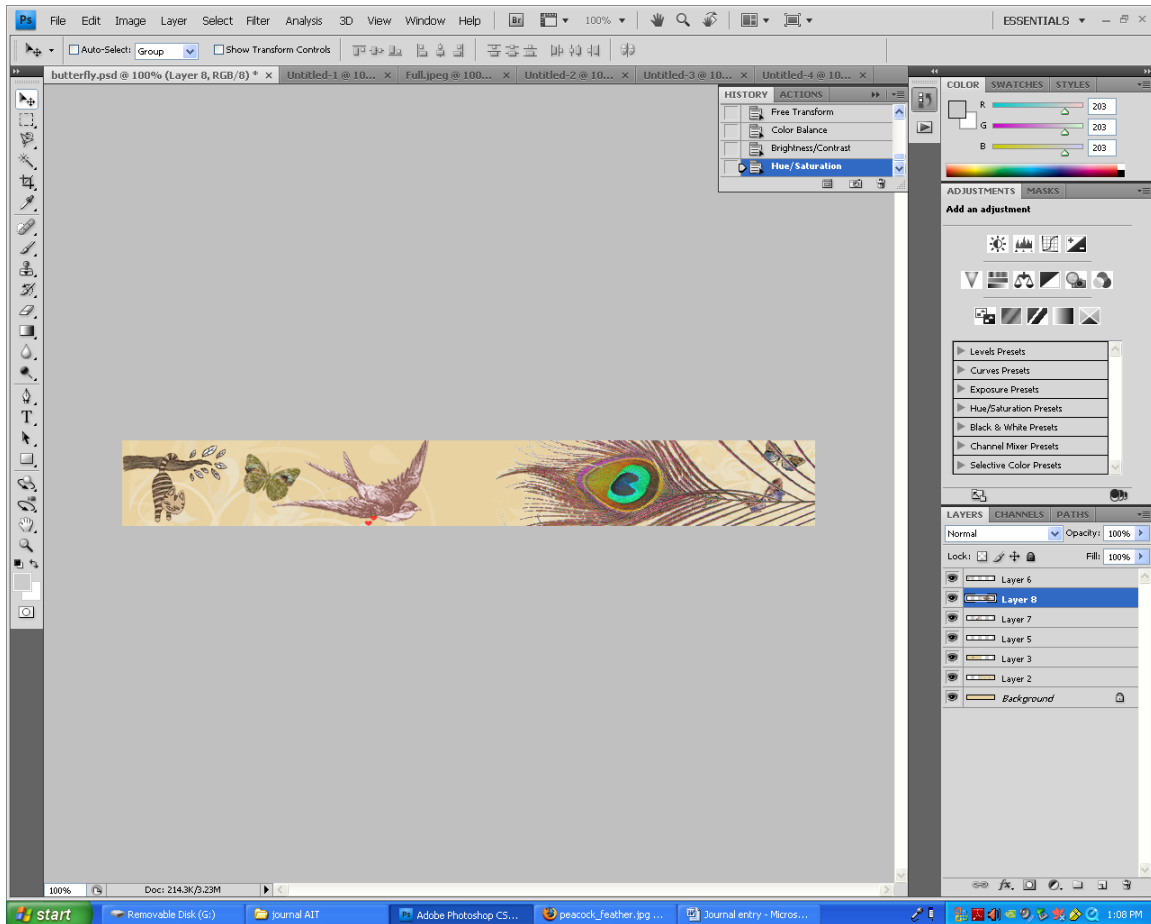 Ps File Edit Image Layer Select Filter Analysis 3D View Window Help Br 100% ESSENTIALS
Auto-Select: Group Show Transform Controls
butterfly.psd @ 100% (Layer 8, RGB/8) * × Untitled-1 @ 10... × Full.jpeg @ 100... × Untitled-2 @ 10... × Untitled-3 @ 10... × Untitled-4 @ 10... ×
HISTORY ACTIONS
Free Transform
Color Balance
Brightness/Contrast
Hue/Saturation
COLOR SWATCHES STYLES
R 203
G 203
B 203
ADJUSTMENTS MASKS
Add an adjustment
Levels Presets
Curves Presets
Exposure Presets
Hue/Saturation Presets
Black & White Presets
Channel Mixer Presets
Selective Color Presets
LAYERS CHANNELS PATHS
Normal Opacity: 100%
Lock: Fill: 100%
Layer 6
Layer 8
Layer 7
Layer 5
Layer 3
Layer 2
Background
100% Doc: 214.3K/3.23M
start Removable Disk (G:) journal AIT Ps Adobe Photoshop CS... peacock_feather.jpg ... Journal entry - Micros... 1:08 PM